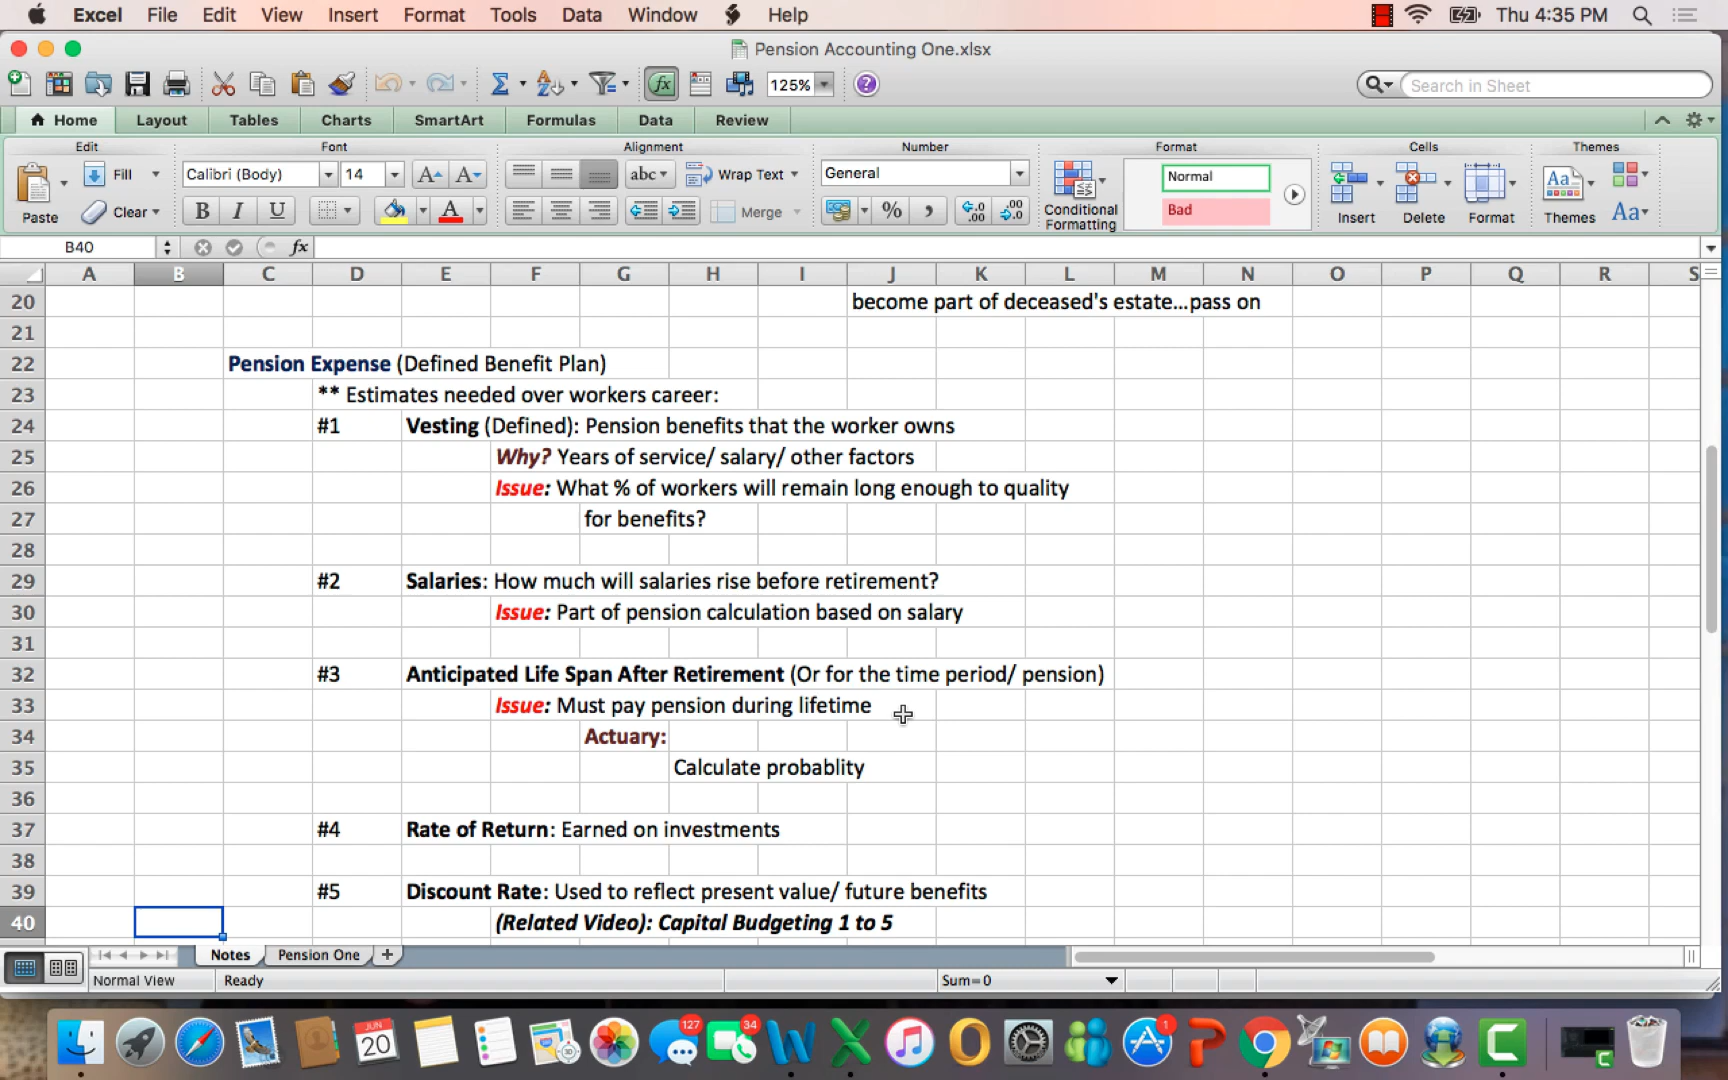 Excel File Edit View Insert Format Tools Data Window Help Thu 4:35 PM
Pension Accounting One.xlsx
125% Search in Sheet
Home Layout Tables Charts SmartArt Formulas Data Review
Edit Font Alignment Number Format Cells Themes
Fill Calibri (Body) 14 A A abc Wrap Text General Normal
Paste Clear B I U A Merge % , .00 .0 Bad Conditional Formatting Insert Delete Format Themes Aa
B40 fx
A B C D E F G H I J K L M N O P Q R S
20 become part of deceased's estate...pass on
21
22 Pension Expense (Defined Benefit Plan)
23 ** Estimates needed over workers career:
24 #1 Vesting (Defined): Pension benefits that the worker owns
25 Why? Years of service/ salary/ other factors
26 Issue: What % of workers will remain long enough to quality
27 for benefits?
28
29 #2 Salaries: How much will salaries rise before retirement?
30 Issue: Part of pension calculation based on salary
31
32 #3 Anticipated Life Span After Retirement (Or for the time period/ pension)
33 Issue: Must pay pension during lifetime
34 Actuary:
35 Calculate probablity
36
37 #4 Rate of Return: Earned on investments
38
39 #5 Discount Rate: Used to reflect present value/ future benefits
40 (Related Video): Capital Budgeting 1 to 5
Notes Pension One
Normal View Ready Sum=0
JUN 20 127 34 1